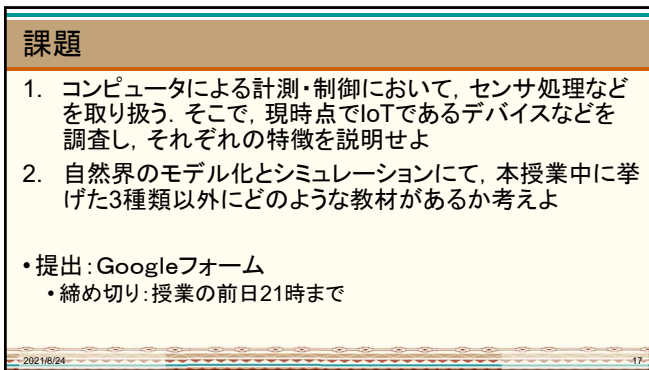 課題
1. コンピュータによる計測・制御において，センサ処理など
を取り扱う．そこで，現時点でIoTであるデバイスなどを
調査し，それぞれの特徴を説明せよ
2. 自然界のモデル化とシミュレーションにて，本授業中に挙
げた3種類以外にどのような教材があるか考えよ
• 提出：Googleフォーム
• 締め切り：授業の前日21時まで
2021/8/24
17